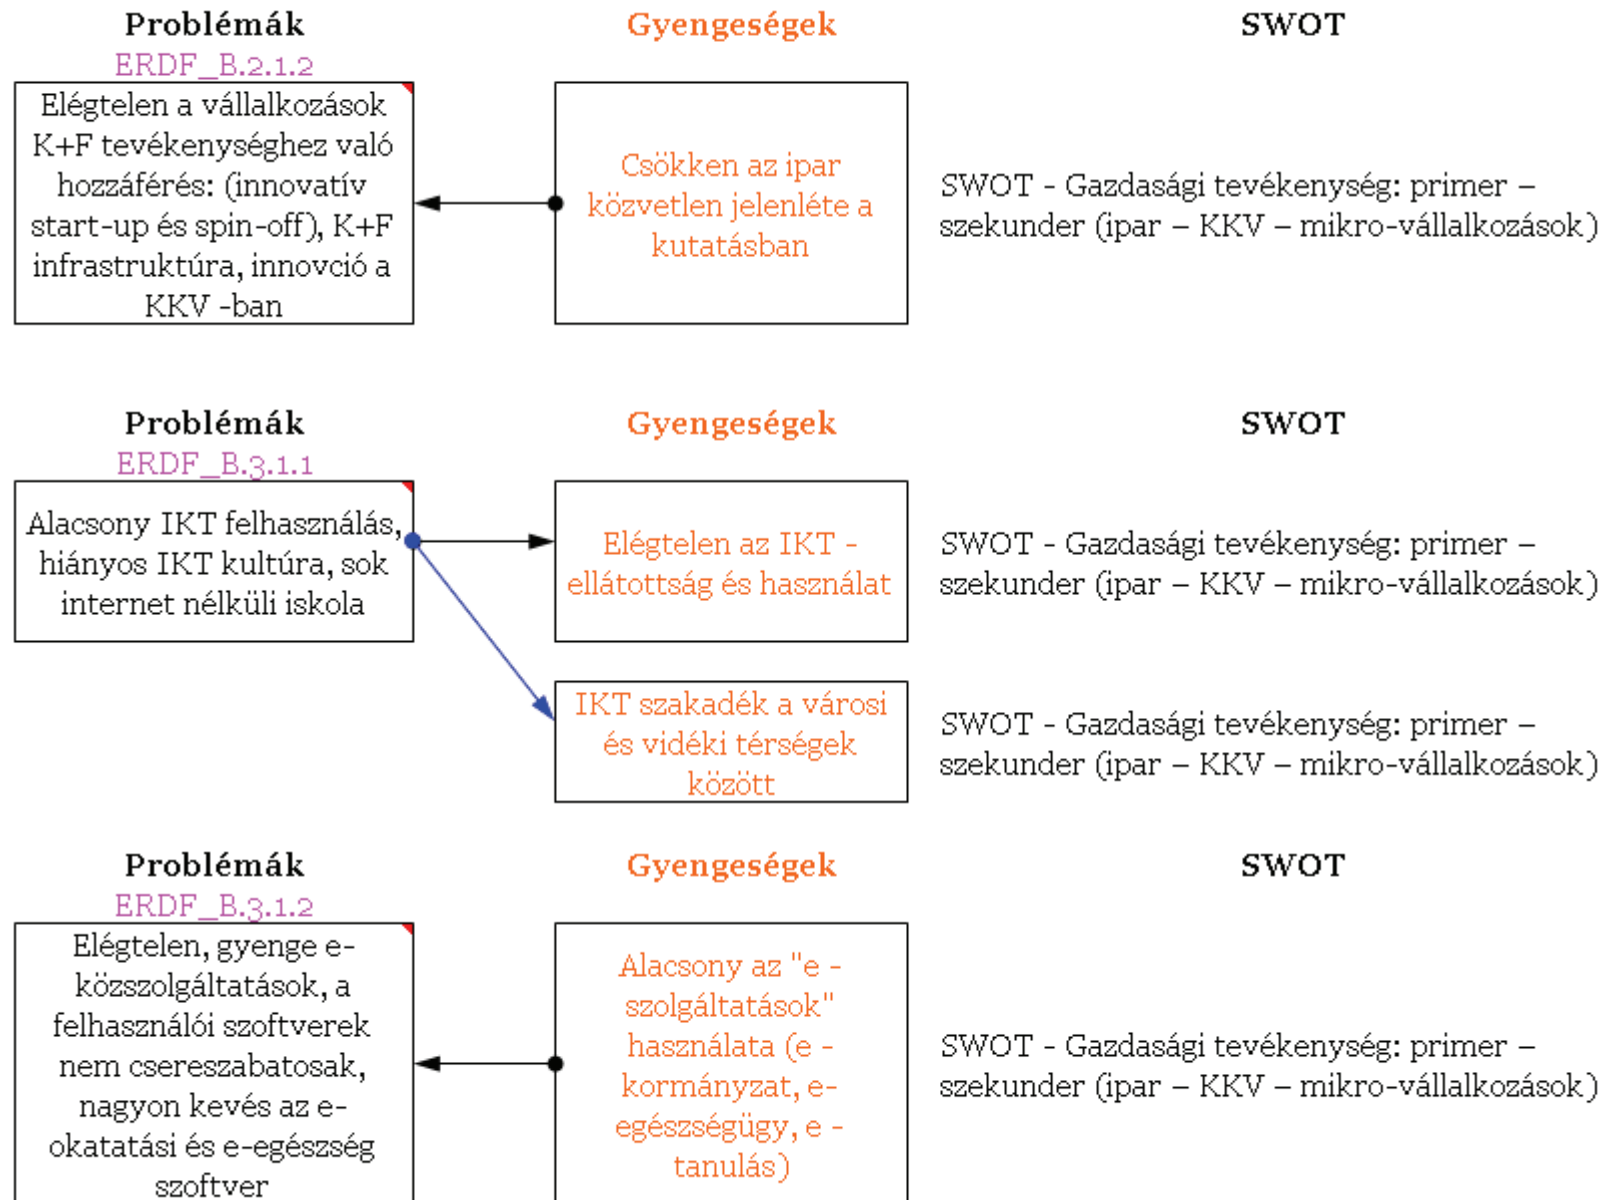 Problémák
Gyengeségek
SWOT
ERDF_B.2.1.2
Elégtelen a vállalkozások
K+F tevékenységhez való
hozzáférés: (innovatív
start-up és spin-off), K+F
infrastruktúra, innovció a
KKV -ban
Csökken az ipar
közvetlen jelenléte a
kutatásban
SWOT - Gazdasági tevékenység: primer –
szekunder (ipar – KKV – mikro-vállalkozások)
Problémák
Gyengeségek
SWOT
ERDF_B.3.1.1
Alacsony IKT felhasználás,
hiányos IKT kultúra, sok
internet nélküli iskola
Elégtelen az IKT -
ellátottság és használat
SWOT - Gazdasági tevékenység: primer –
szekunder (ipar – KKV – mikro-vállalkozások)
IKT szakadék a városi
és vidéki térségek
között
SWOT - Gazdasági tevékenység: primer –
szekunder (ipar – KKV – mikro-vállalkozások)
Problémák
Gyengeségek
SWOT
ERDF_B.3.1.2
Elégtelen, gyenge e-
közszolgáltatások, a
felhasználói szoftverek
nem csereszabatosak,
nagyon kevés az e-
okatatási és e-egészség
szoftver
Alacsony az "e -
szolgáltatások"
használata (e -
kormányzat, e-
egészségügy, e -
tanulás)
SWOT - Gazdasági tevékenység: primer –
szekunder (ipar – KKV – mikro-vállalkozások)